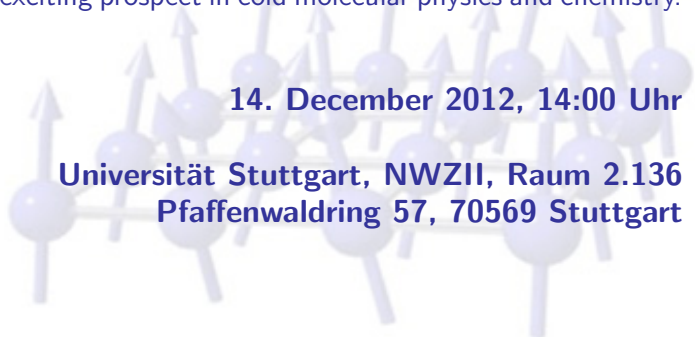 exciting prospect in cold molecular physics and chemistry.
14. December 2012, 14:00 Uhr
Universität Stuttgart, NWZII, Raum 2.136
Pfaffenwaldring 57, 70569 Stuttgart